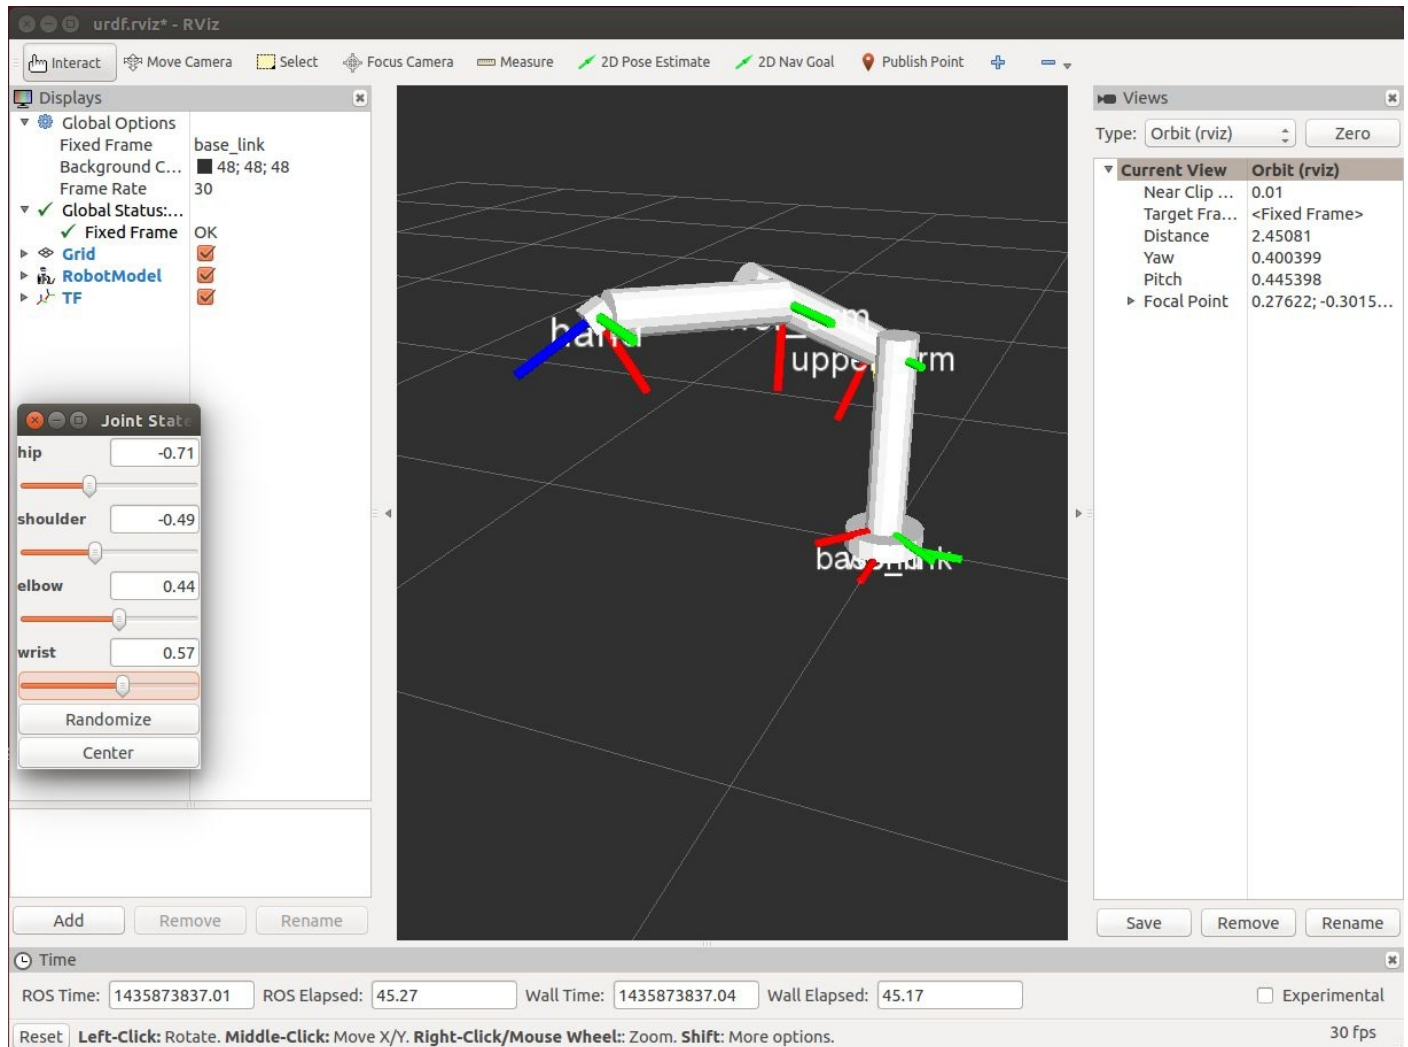 urdf.rviz* - RViz
Interact Move Camera Select Focus Camera Measure 2D Pose Estimate 2D Nav Goal Publish Point
Displays
Global Options
Fixed Frame base_link
Background C... 48; 48; 48
Frame Rate 30
Global Status:...
Fixed Frame OK
Grid
RobotModel
TF
Joint State
hip -0.71
shoulder -0.49
elbow 0.44
wrist 0.57
Randomize
Center
Add Remove Rename
hand
base_link
Views
Type: Orbit (rviz) Zero
Current View Orbit (rviz)
Near Clip ... 0.01
Target Fra... <Fixed Frame>
Distance 2.45081
Yaw 0.400399
Pitch 0.445398
Focal Point 0.27622; -0.3015...
Save Remove Rename
Time
ROS Time: 1435873837.01 ROS Elapsed: 45.27 Wall Time: 1435873837.04 Wall Elapsed: 45.17 Experimental
Reset Left-Click: Rotate. Middle-Click: Move X/Y. Right-Click/Mouse Wheel:: Zoom. Shift: More options. 30 fps